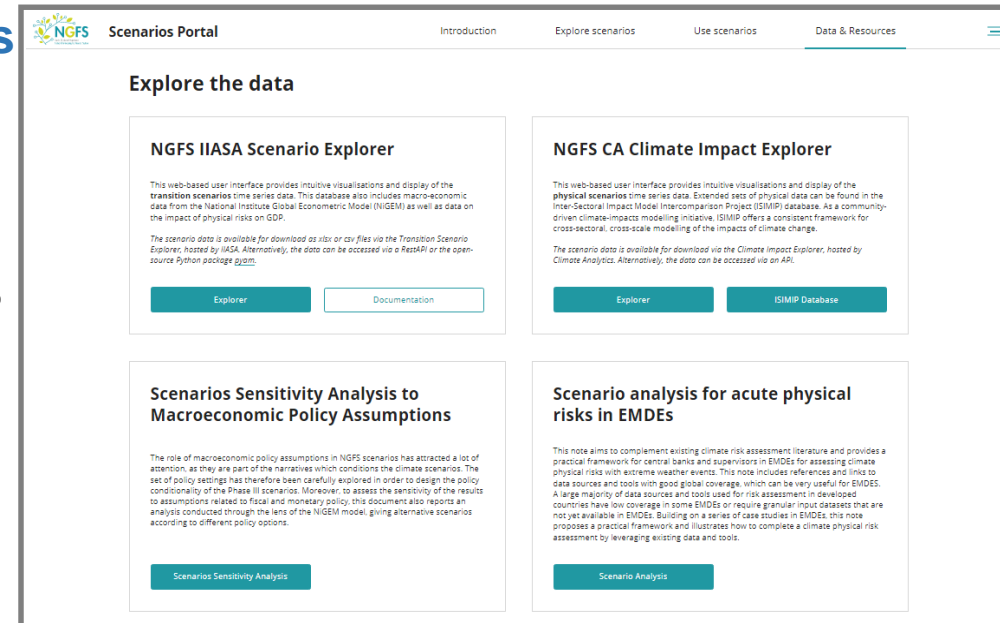 s
NGFS
Scenarios Portal
Introduction
Explore scenarios
Use scenarios
Data & Resources
Explore the data
NGFS IIASA Scenario Explorer
This web-based user interface provides intuitive visualisations and display of the
transition scenarios time series data. This database also includes macro-economic
data from the National Institute Global Econometric Model (NiGEM) as well as data on
the impact of physical risks on GDP.
The scenario data is available for download as xlsx or csv files via the Transition Scenario
Explorer, hosted by IIASA. Alternatively, the data can be accessed via a RestAPI or the open-
source Python package pyam.
Explorer
Documentation
NGFS CA Climate Impact Explorer
This web-based user interface provides intuitive visualisations and display of the
physical scenarios time series data. Extended sets of physical data can be found in the
Inter-Sectoral Impact Model Intercomparison Project (ISIMIP) database. As a community-
driven climate-impacts modelling initiative, ISIMIP offers a consistent framework for
cross-sectoral, cross-scale modelling of the impacts of climate change.
The scenario data is available for download via the Climate Impact Explorer, hosted by
Climate Analytics. Alternatively, the data can be accessed via an API.
Explorer
ISIMIP Database
Scenarios Sensitivity Analysis to
Macroeconomic Policy Assumptions
The role of macroeconomic policy assumptions in NGFS scenarios has attracted a lot of
attention, as they are part of the narratives which conditions the climate scenarios. The
set of policy settings has therefore been carefully explored in order to design the policy
conditionality of the Phase III scenarios. Moreover, to assess the sensitivity of the results
to assumptions related to fiscal and monetary policy, this document also reports an
analysis conducted through the lens of the NiGEM model, giving alternative scenarios
according to different policy options.
Scenarios Sensitivity Analysis
Scenario analysis for acute physical
risks in EMDEs
This note aims to complement existing climate risk assessment literature and provides a
practical framework for central banks and supervisors in EMDEs for assessing climate
physical risks with extreme weather events. This note includes references and links to
data sources and tools with good global coverage, which can be very useful for EMDES.
A large majority of data sources and tools used for risk assessment in developed
countries have low coverage in some EMDEs or require granular input datasets that are
not yet available in EMDEs. Building on a series of case studies in EMDEs, this note
proposes a practical framework and illustrates how to complete a climate physical risk
assessment by leveraging existing data and tools.
Scenario Analysis